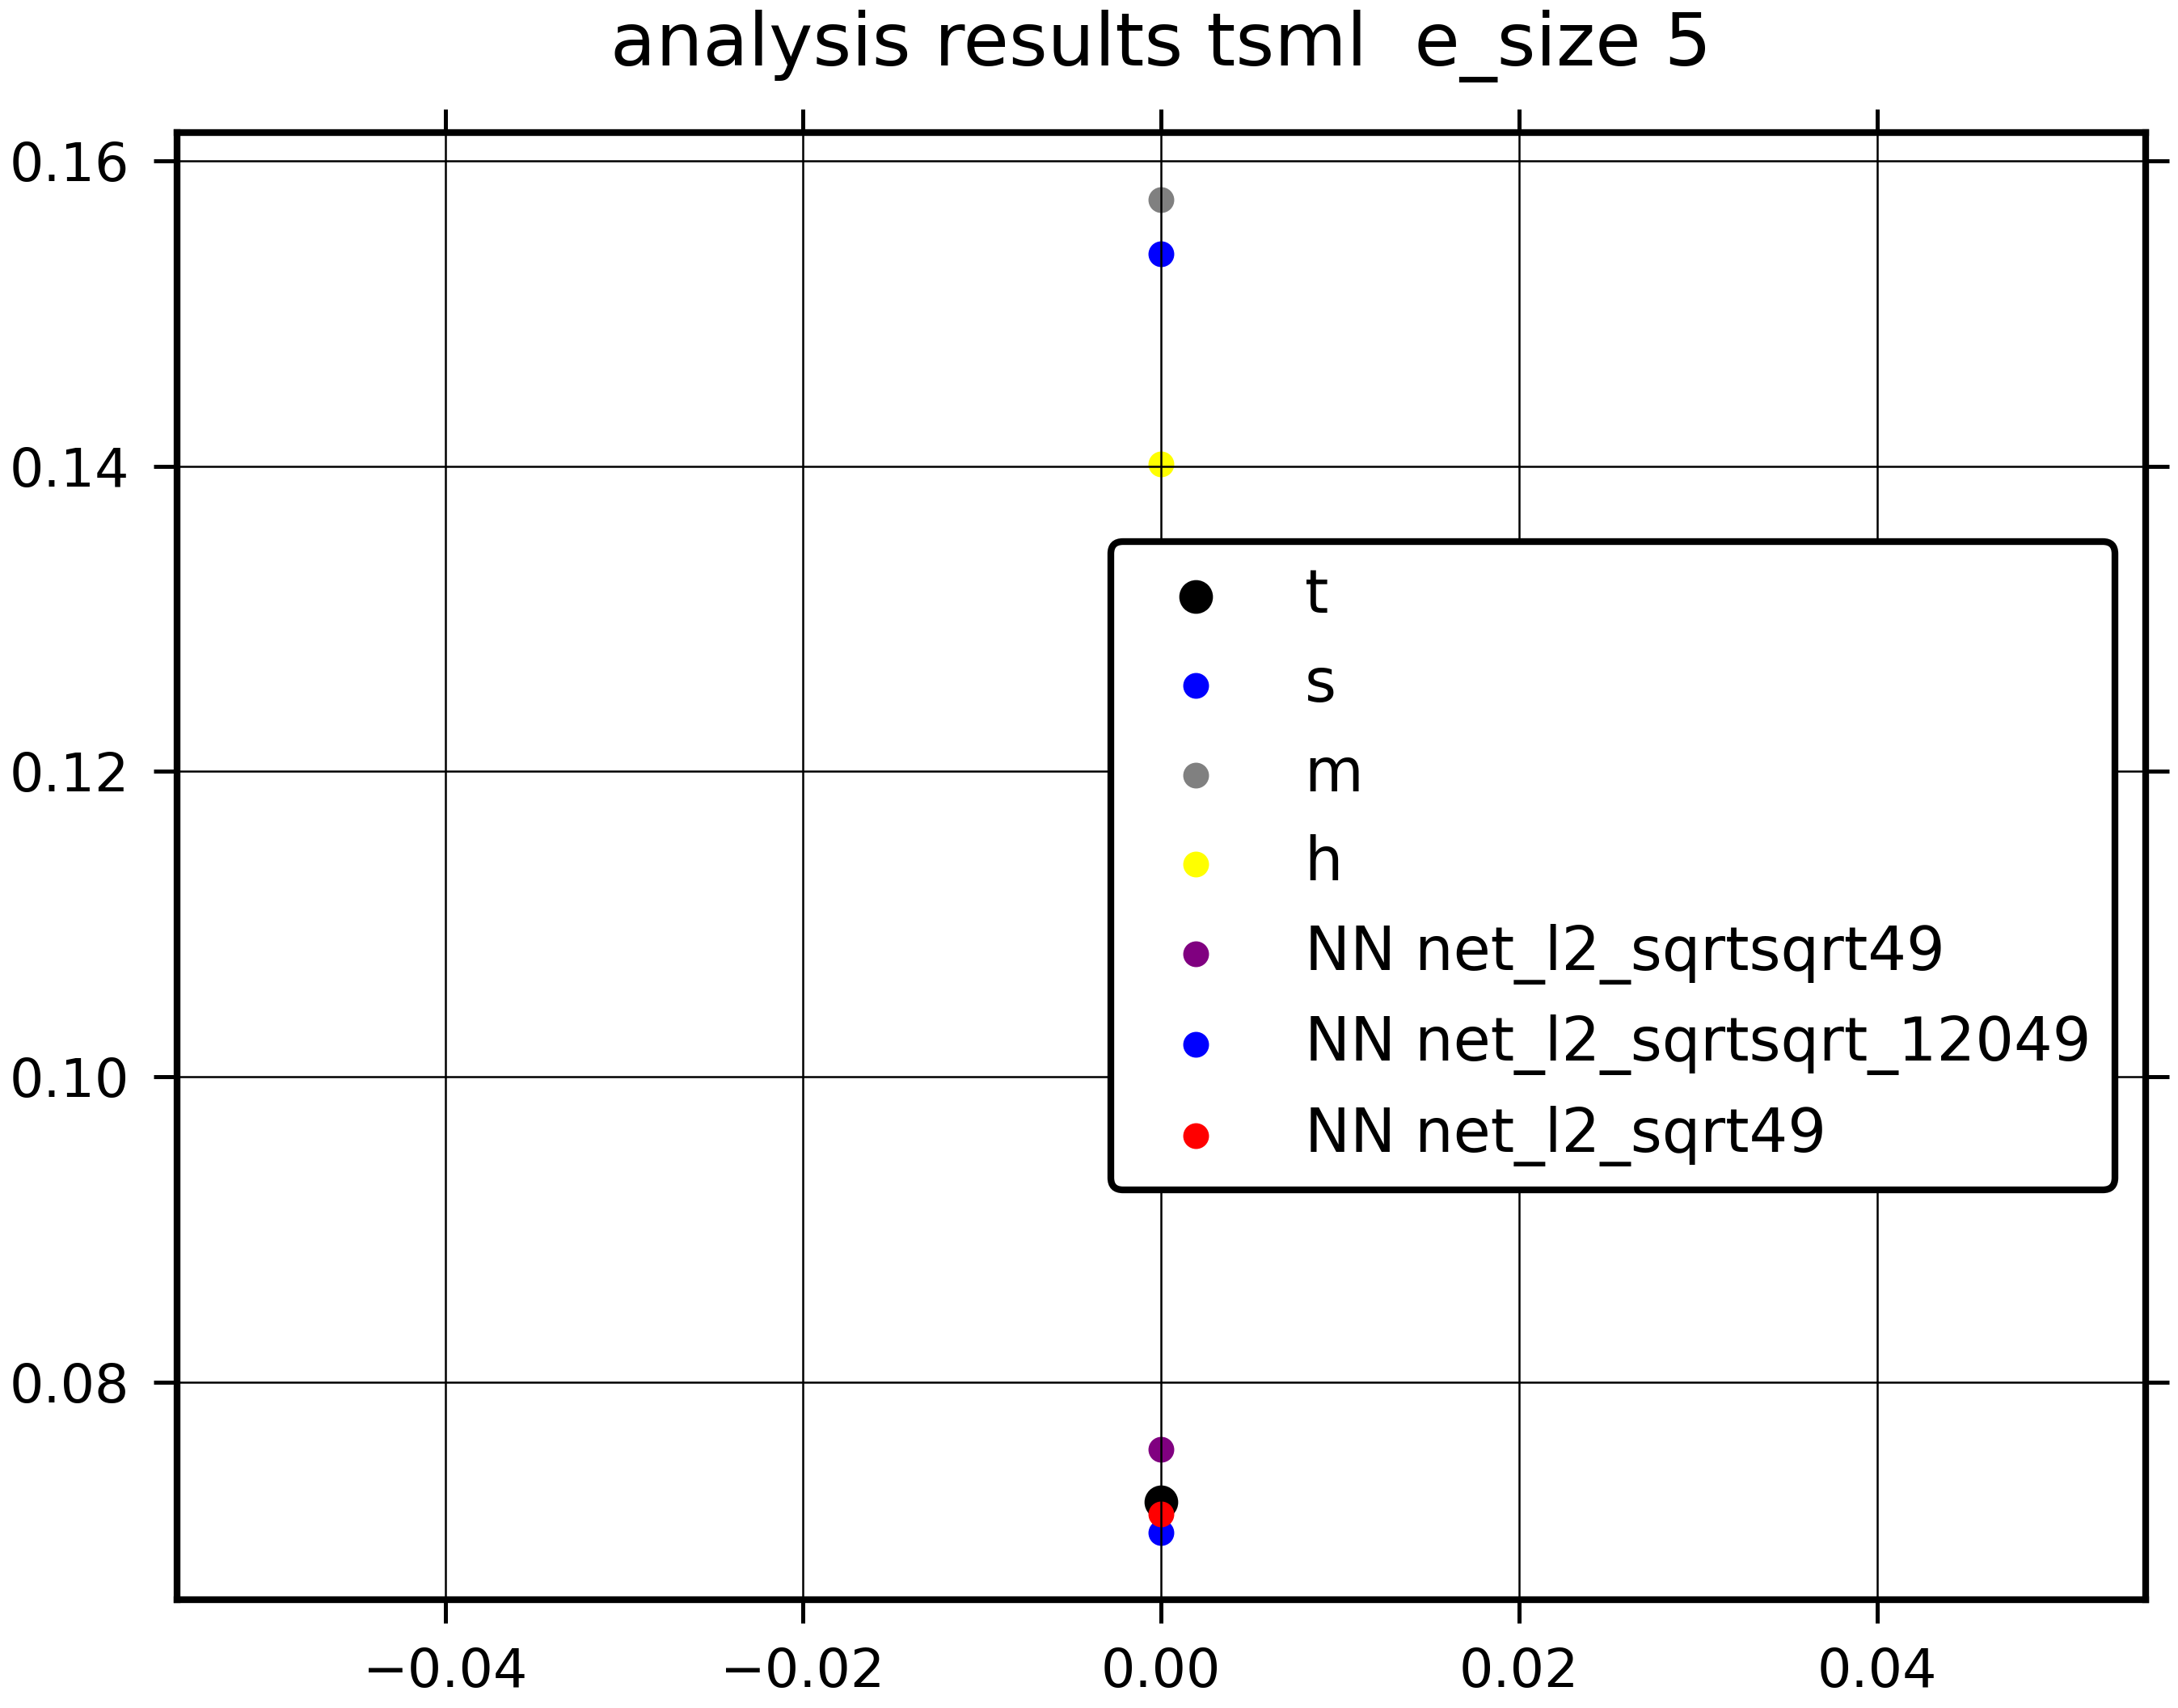 analysis results tsml  e_size 5
0.16
0.14
0.12
0.10
0.08
t
s
m
h
NN net_l2_sqrtsqrt49
NN net_l2_sqrtsqrt_12049
NN net_l2_sqrt49
−0.04 −0.02 0.00 0.02 0.04